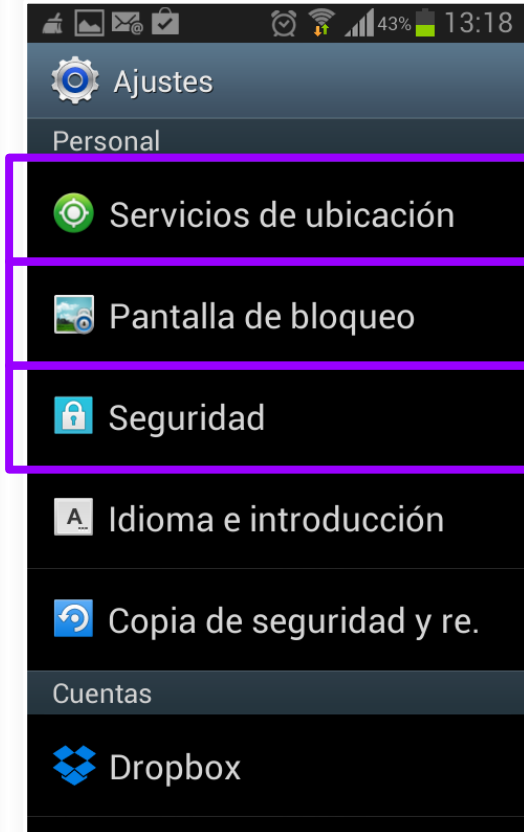 43% 13:18
Ajustes
Personal
Servicios de ubicación
Pantalla de bloqueo
A Seguridad
Idioma e introducción
Copia de seguridad y re.
Cuentas
Dropbox